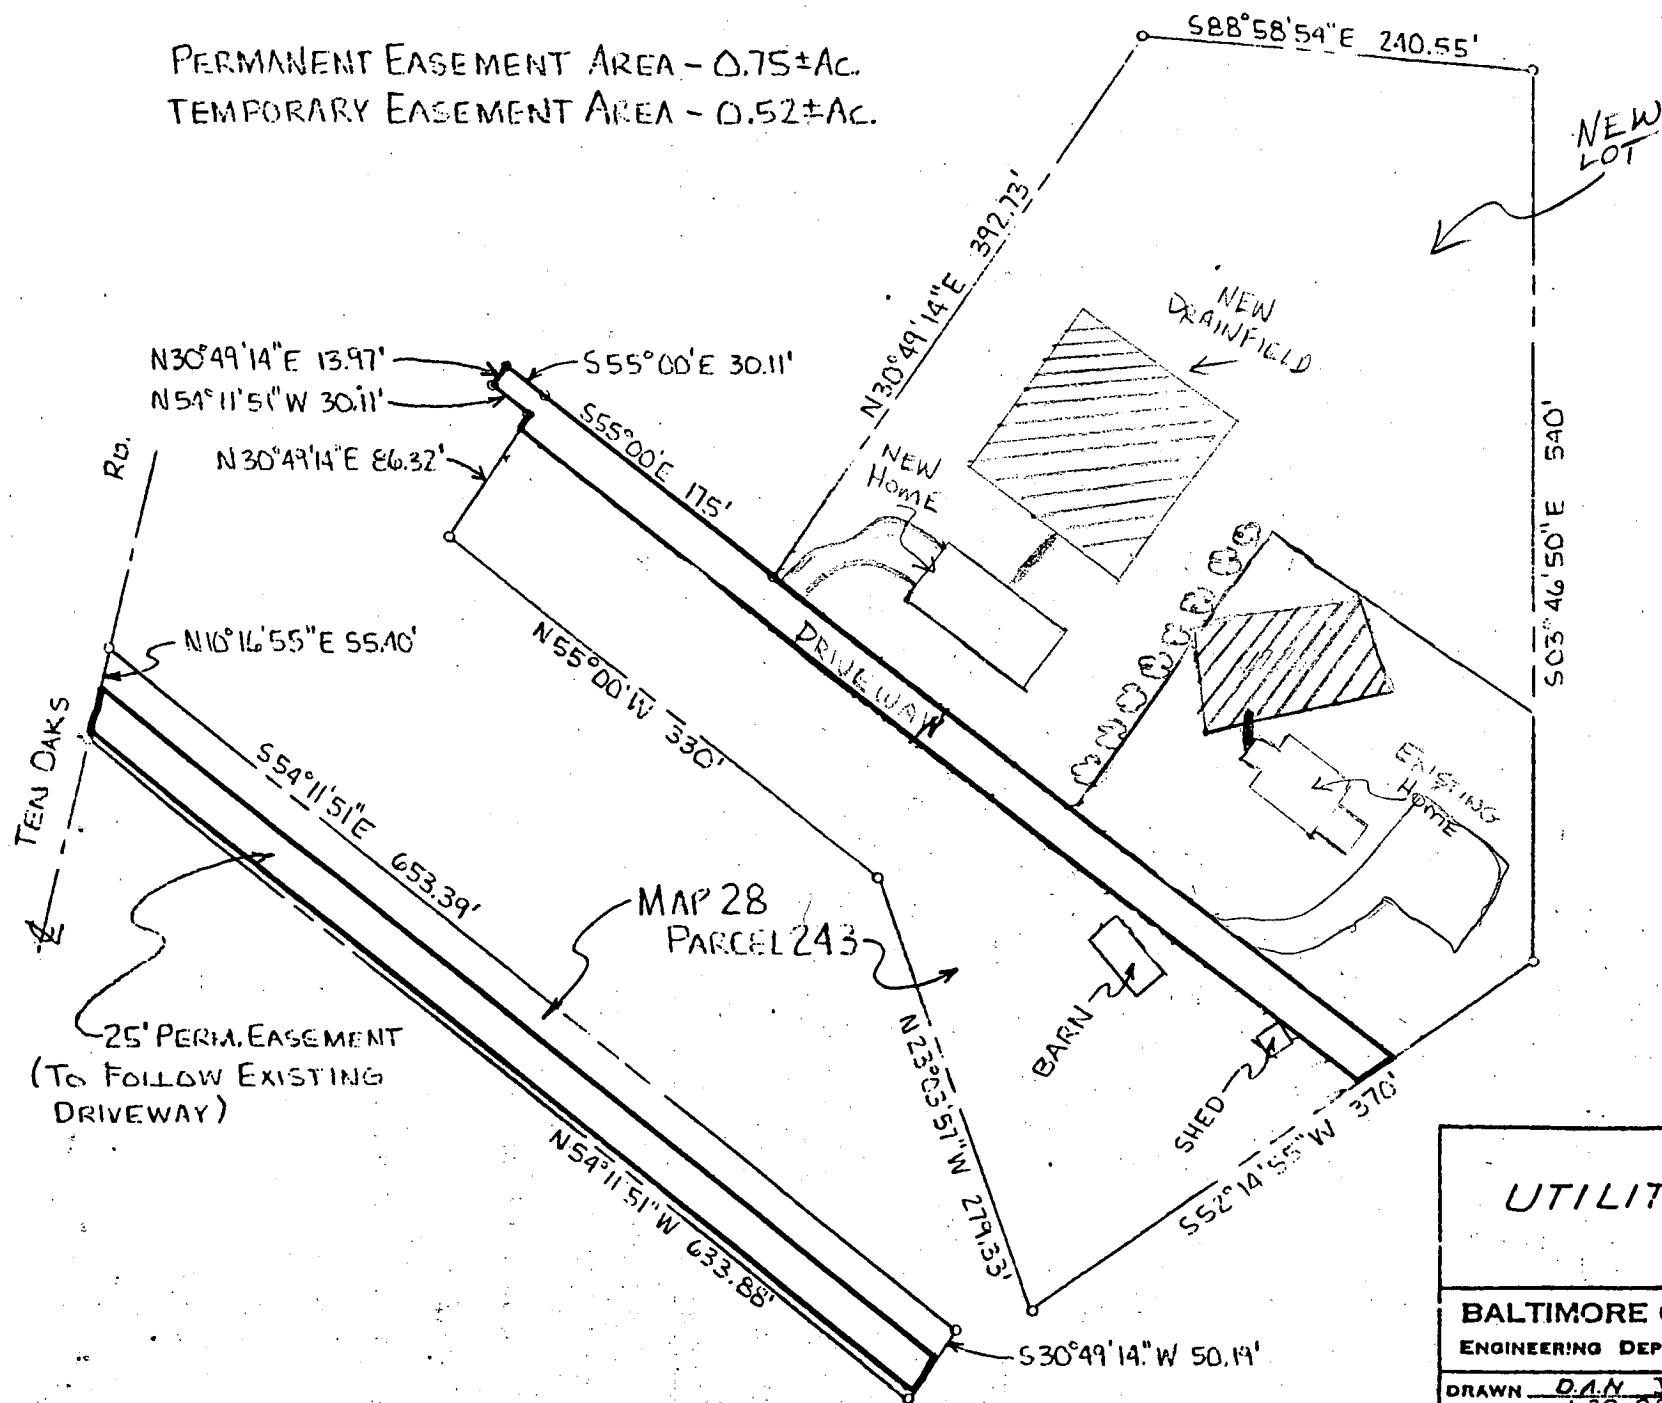 PERMANENT EASEMENT AREA - 0.75±AC.
TEMPORARY EASEMENT AREA - 0.52±AC.
S88°58'54"E 240.55'
NEW
LOT
N30°49'14"E 392.73'
NEW
DRAINFIELD
N30°49'14"E 13.97'
S55°00'E 30.11'
N54°11'51"W 30.11'
S55°00'E 175'
N30°49'14"E 86.32'
NEW
HOME
RD.
S03°46'50"E 540'
N10°16'55"E 55.40'
N55°00'W 330'
DRIVEWAY
TEN OAKS
S54°11'51"E 653.39'
EXISTING
HOME
MAP 28
PARCEL 243
25' PERM. EASEMENT
(TO FOLLOW EXISTING
DRIVEWAY)
BARN
SHED
N23°03'57"W 279.33'
S52°14'55"W 370'
N54°11'51"W 633.88'
S30°49'14"W 50.19'
UTILIT
BALTIMORE
ENGINEERING DEP
DRAWN D.A.N